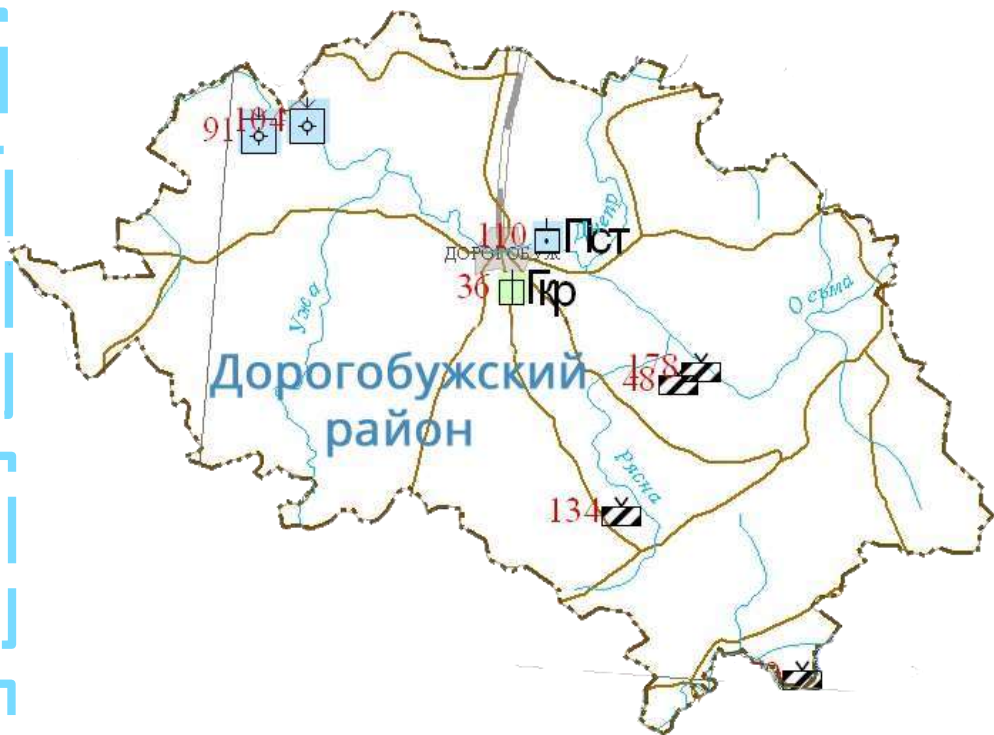 91
104
Днепр
110
Пст
ДОРОГОБУЖ
36
Гкр
Ужа
Осьма
Дорогобужский
район
178
48
рясна
134